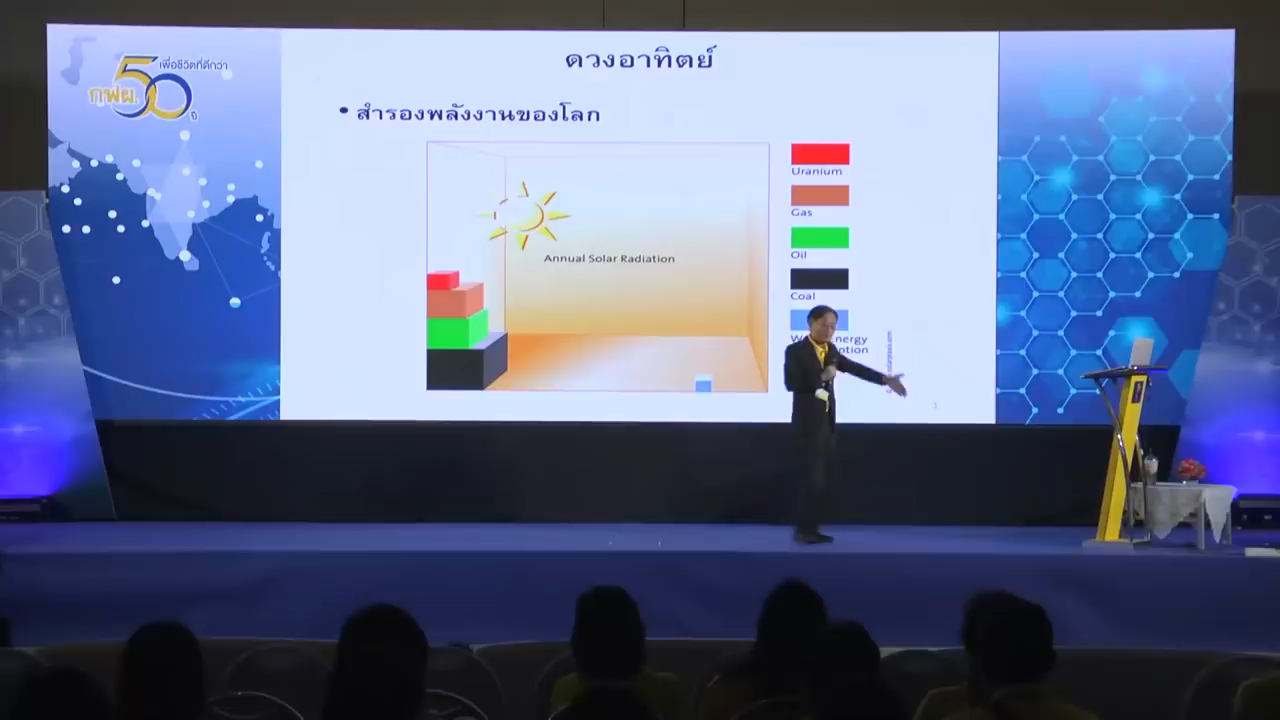 เพื่อชีวิตที่ดีกว่า
กฟผ. 50 ปี
ดวงอาทิตย์
• สำรองพลังงานของโลก
Annual Solar Radiation
Uranium
Gas
Oil
Coal